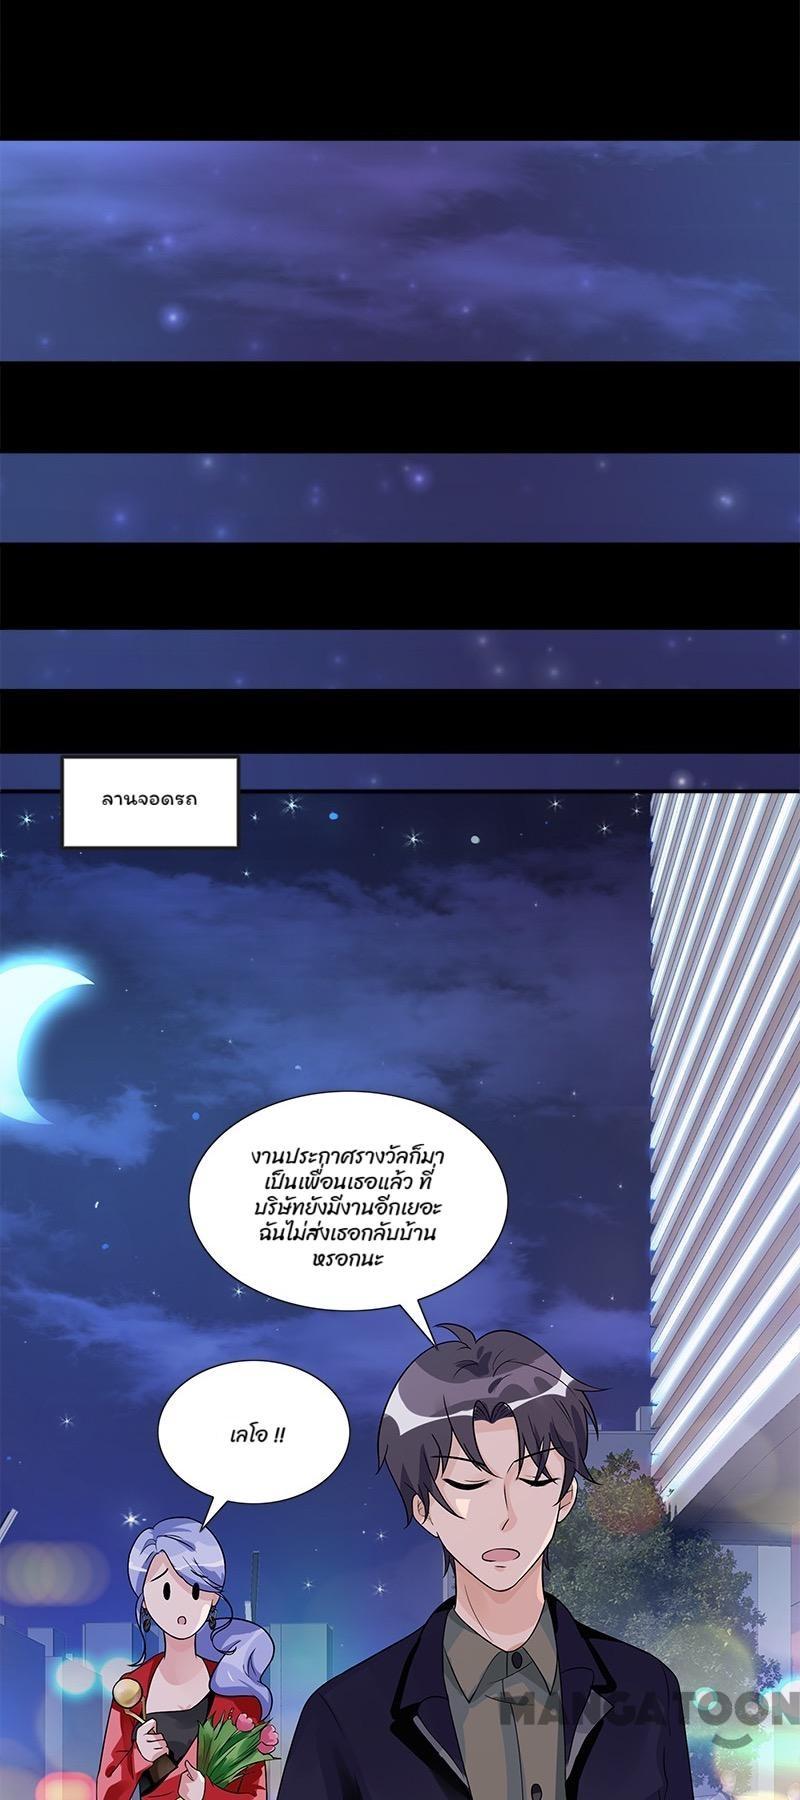 ลานจอดรถ
งานประกาศรางวัลก็มา
เป็นเพื่อนเธอแล้ว ที่
บริษัทยังมีงานอีกเยอะ
ฉันไม่ส่งเธอกลับบ้าน
หรอกนะ
เลโอ !!
MANGATOON